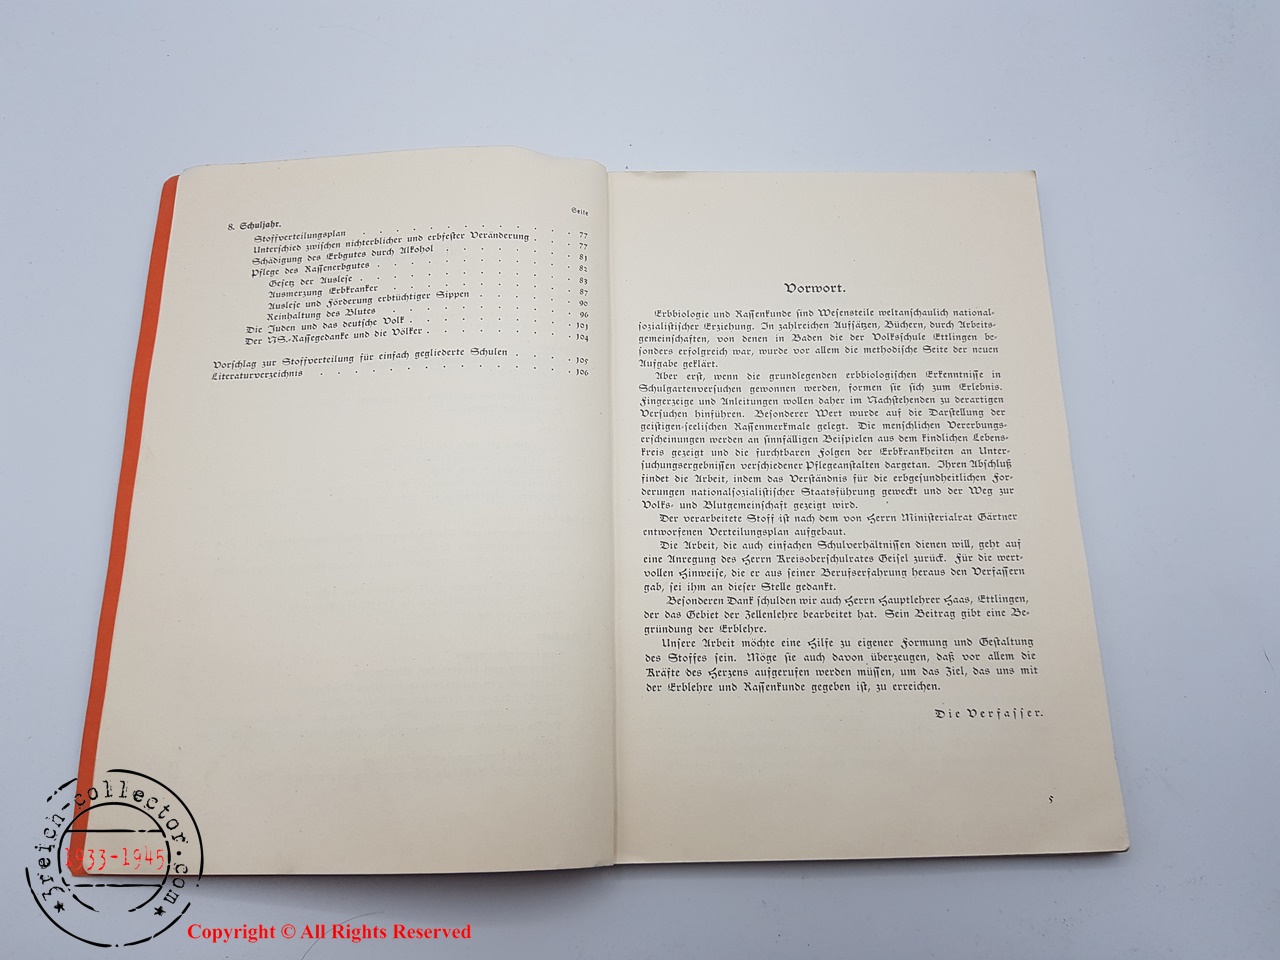 Seite
8. Schuljahr.
Stoffverteilungsplan . . . . . . . . . . . 77
Unterschied zwischen nichterblicher und erbfester Veränderung . . . 77
Schädigung des Erbgutes durch Alkohol . . . . . . . . 81
Pflege des Rassenerbgutes . . . . . . . . . . 82
Gesetz der Auslese . . . . . . . . . . 83
Ausmerzung Erbkranker . . . . . . . . . 87
Auslese und Förderung erbtüchtiger Sippen . . . . . . 90
Reinhaltung des Blutes . . . . . . . . . 96
Die Juden und das deutsche Volk . . . . . . . . . 101
Der NS.-Rassegedanke und die Völker . . . . . . . . 104
Vorschlag zur Stoffverteilung für einfach gegliederte Schulen . . . . 105
Literaturverzeichnis . . . . . . . . . . . . . 106
Vorwort.
Erbbiologie und Rassenkunde sind Wesensteile weltanschaulich national-
sozialistischer Erziehung. In zahlreichen Aufsätzen, Büchern, durch Arbeits-
gemeinschaften, von denen in Baden die der Volksschule Ettlingen be-
sonders erfolgreich war, wurde vor allem die methodische Seite der neuen
Aufgabe geklärt.
Aber erst, wenn die grundlegenden erbbiologischen Erkenntnisse in
Schulgartenversuchen gewonnen werden, formen sie sich zum Erlebnis.
Fingerzeige und Anleitungen wollen daher im Nachstehenden zu derartigen
Versuchen hinführen. Besonderer Wert wurde auf die Darstellung der
geistigen-seelischen Rassenmerkmale gelegt. Die menschlichen Vererbungs-
erscheinungen werden an sinnfälligen Beispielen aus dem kindlichen Lebens-
kreis gezeigt und die furchtbaren Folgen der Erbkrankheiten an Unter-
suchungsergebnissen verschiedener Pflegeanstalten dargetan. Ihren Abschluß
findet die Arbeit, indem das Verständnis für die erbgesundheitlichen For-
derungen nationalsozialistischer Staatsführung geweckt und der Weg zur
Volks- und Blutgemeinschaft gezeigt wird.
Der verarbeitete Stoff ist nach dem von Herrn Ministerialrat Gärtner
entworfenen Verteilungsplan aufgebaut.
Die Arbeit, die auch einfachen Schulverhältnissen dienen will, geht auf
eine Anregung des Herrn Kreisoberschulrates Geisel zurück. Für die wert-
vollen Hinweise, die er aus seiner Berufserfahrung heraus den Verfassern
gab, sei ihm an dieser Stelle gedankt.
Besonderen Dank schulden wir auch Herrn Hauptlehrer Haas, Ettlingen,
der das Gebiet der Zellenlehre bearbeitet hat. Sein Beitrag gibt eine Be-
gründung der Erblehre.
Unsere Arbeit möchte eine Hilfe zu eigener Formung und Gestaltung
des Stoffes sein. Möge sie auch davon überzeugen, daß vor allem die
Kräfte des Herzens aufgerufen werden müssen, um das Ziel, das uns mit
der Erblehre und Rassenkunde gegeben ist, zu erreichen.
Die Verfasser.
5
3reich-collector.com
1933-1945
Copyright © All Rights Reserved